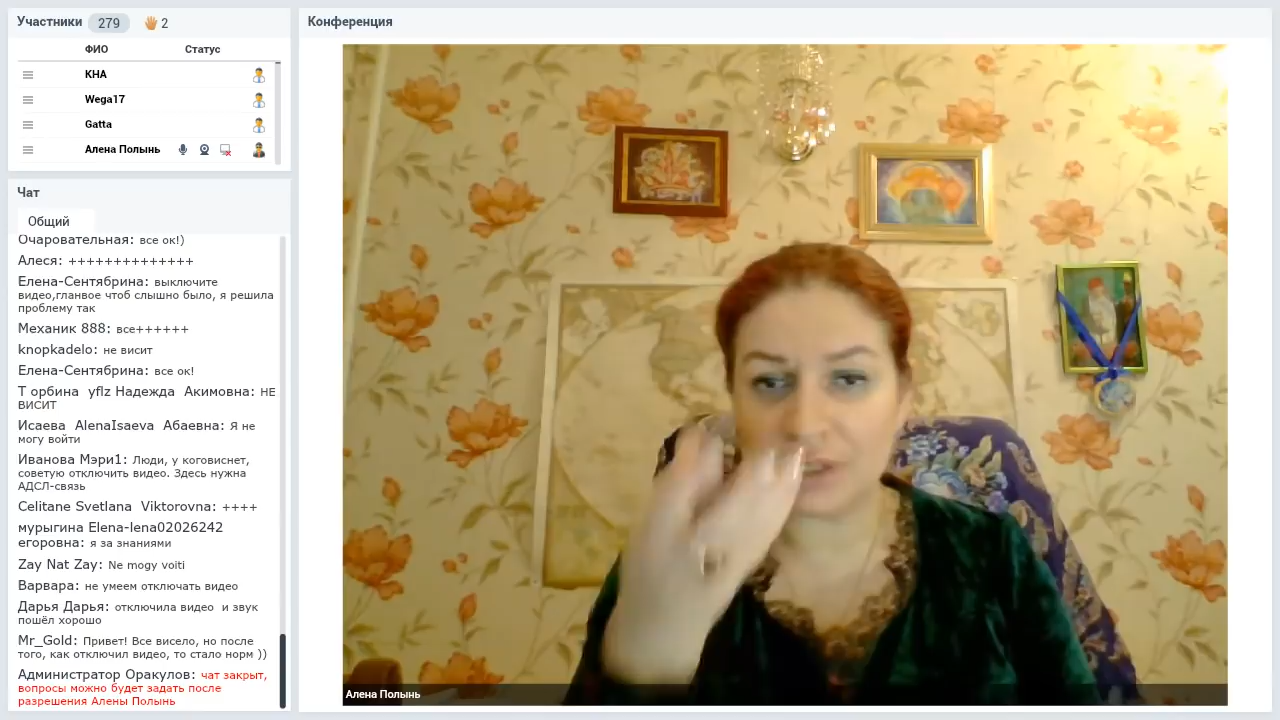 Участники 279 2
ФИО Статус
KHA
Wega17
Gatta
Алена Полынь
Чат
Общий
Очаровательная: все ок!)
Алеся: ++++++++++++++
Елена-Сентябрина: выключите
видео,гланвое чтоб слышно было, я решила
проблему так
Механик 888: все++++++
knopkadelo: не висит
Елена-Сентябрина: все ок!
Т орбина yflz Надежда Акимовна: НЕ
ВИСИТ
Исаева AlenaIsaeva Абаевна: Я не
могу войти
Иванова Мэри1: Люди, у коговиснет,
советую отключить видео. Здесь нужна
АДСЛ-связь
Celitane Svetlana Viktorovna: ++++
мурыгина Elena-lena02026242
егоровна: я за знаниями
Zay Nat Zay: Ne mogy voiti
Варвара: не умеем отключать видео
Дарья Дарья: отключила видео и звук
пошёл хорошо
Mr_Gold: Привет! Все висело, но после
того, как отключил видео, то стало норм ))
Администратор Оракулов: чат закрыт,
вопросы можно будет задать после
разрешения Алены Полынь
Конференция
Алена Полынь